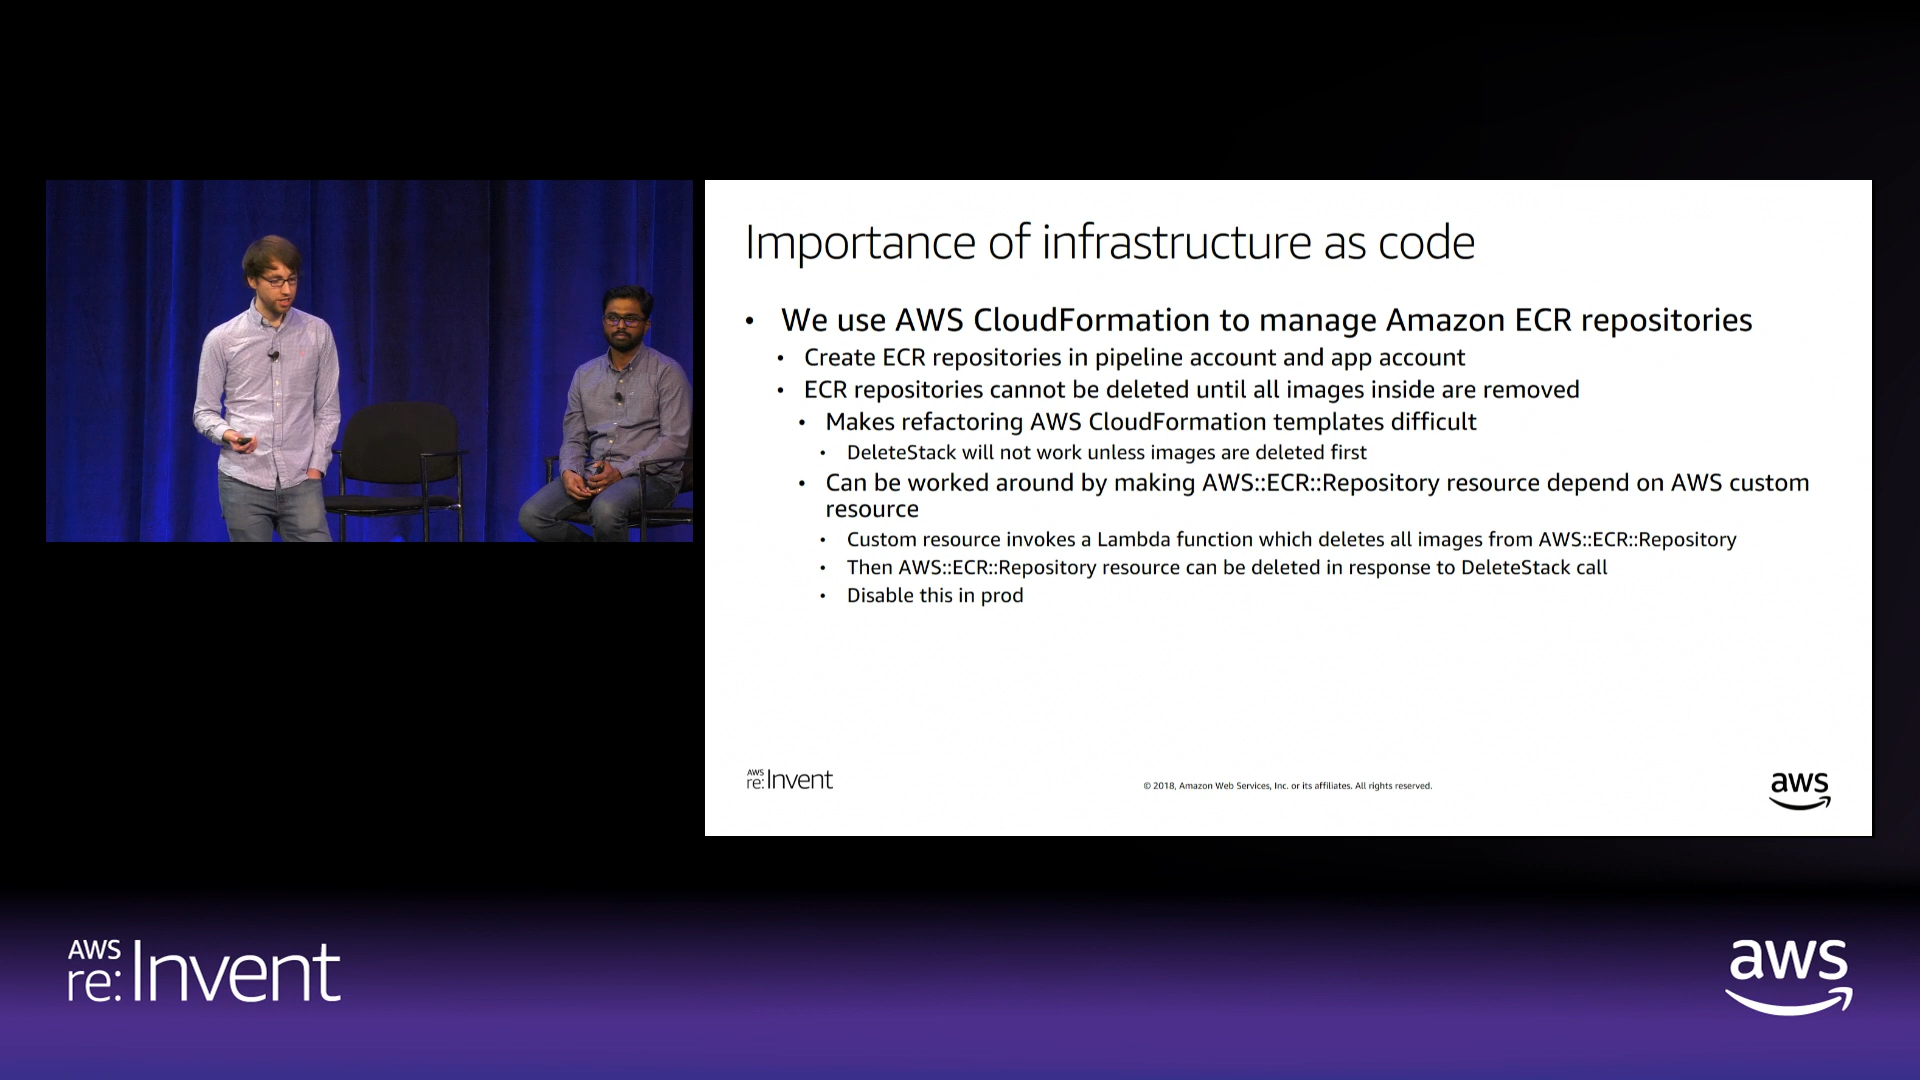 Importance of infrastructure as code
• We use AWS CloudFormation to manage Amazon ECR repositories
• Create ECR repositories in pipeline account and app account
• ECR repositories cannot be deleted until all images inside are removed
• Makes refactoring AWS CloudFormation templates difficult
• DeleteStack will not work unless images are deleted first
• Can be worked around by making AWS::ECR::Repository resource depend on AWS custom
resource
• Custom resource invokes a Lambda function which deletes all images from AWS::ECR::Repository
• Then AWS::ECR::Repository resource can be deleted in response to DeleteStack call
• Disable this in prod
AWS
re:Invent
© 2018, Amazon Web Services, Inc. or its affiliates. All rights reserved.
aws
AWS
re:Invent
aws